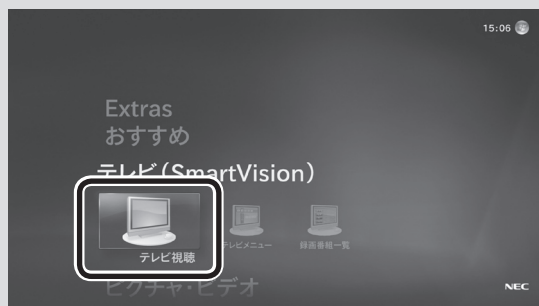 15:06
Extras
おすすめ
テレビ(SmartVision)
テレビ視聴
テレビメニュー
録画番組一覧
ピクチャ・ビデオ
NEC